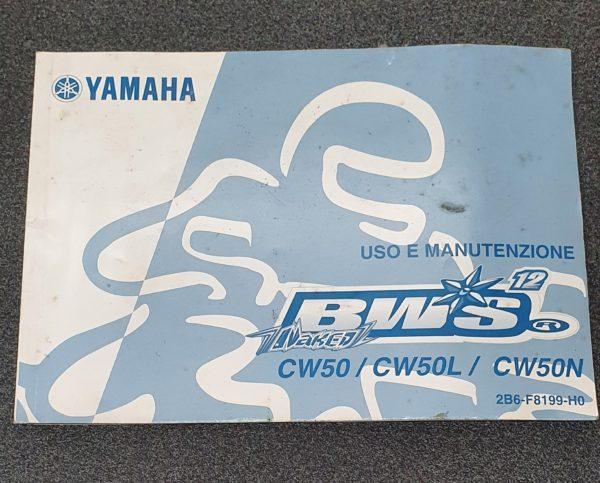 YAMAHA
USO E MANUTENZIONE
BW'S 12 ®
NAKED
CW50 / CW50L / CW50N
2B6-F8199-H0